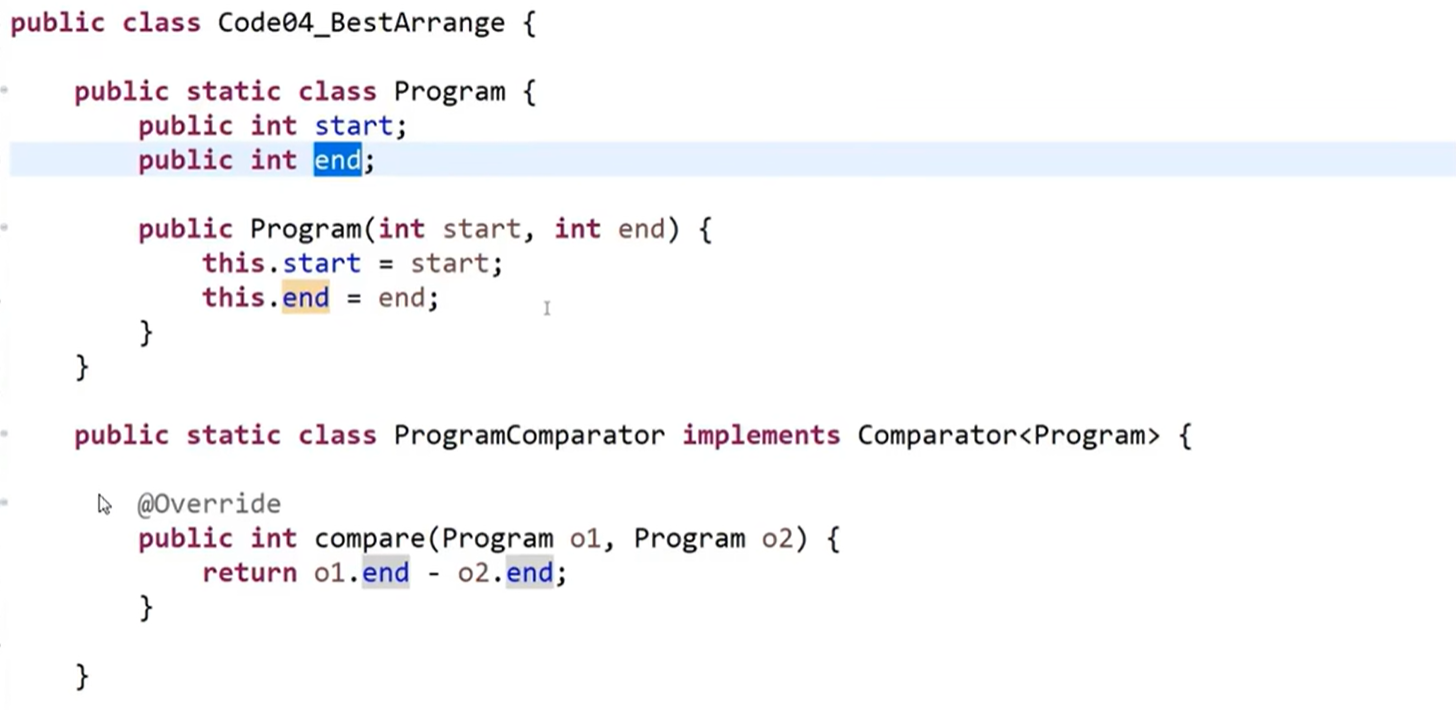 public class Code04_BestArrange {
public static class Program {
public int start;
public int end;
public Program(int start, int end) {
this.start = start;
this.end = end;
}
}
public static class ProgramComparator implements Comparator<Program> {
@Override
public int compare(Program o1, Program o2) {
return o1.end - o2.end;
}
}